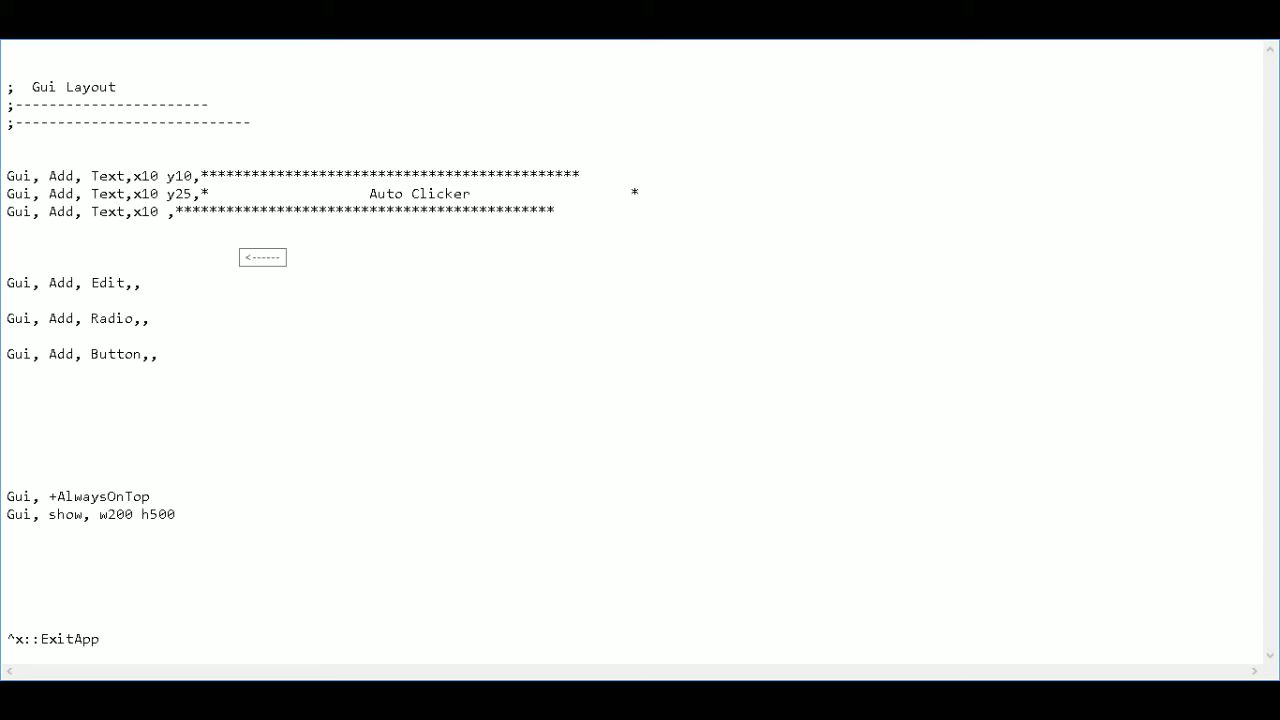 ;  Gui Layout
;-----------------------
;----------------------------
Gui, Add, Text,x10 y10,*********************************************
Gui, Add, Text,x10 y25,*                   Auto Clicker                   *
Gui, Add, Text,x10 ,*********************************************
<------
Gui, Add, Edit,,
Gui, Add, Radio,,
Gui, Add, Button,,
Gui, +AlwaysOnTop
Gui, show, w200 h500
^x::ExitApp